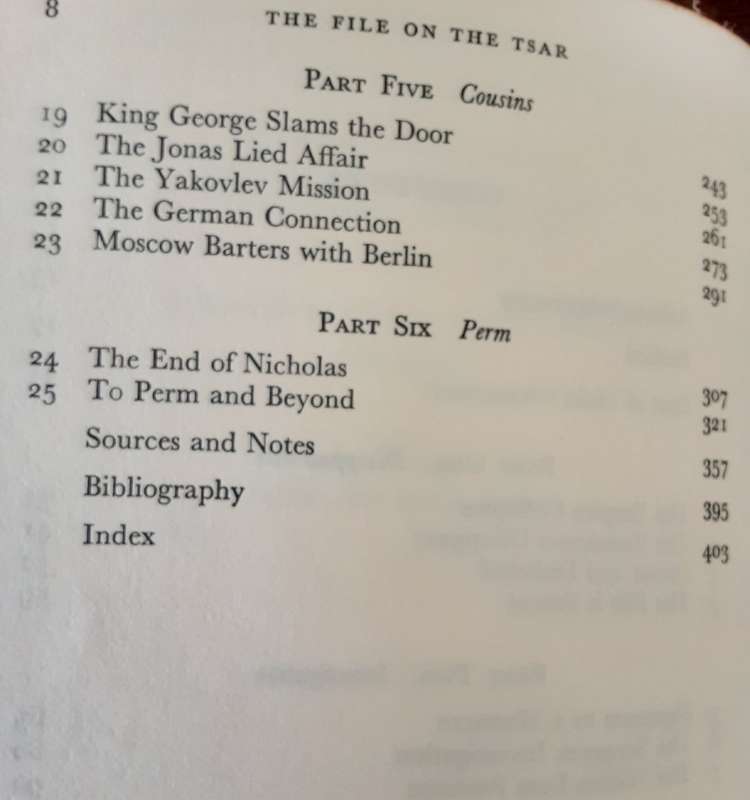 8 THE FILE ON THE TSAR
PART FIVE Cousins
19 King George Slams the Door 243
20 The Jonas Lied Affair 253
21 The Yakovlev Mission 261
22 The German Connection 273
23 Moscow Barters with Berlin 291
PART SIX Perm
24 The End of Nicholas 307
25 To Perm and Beyond 321
Sources and Notes 357
Bibliography 395
Index 403